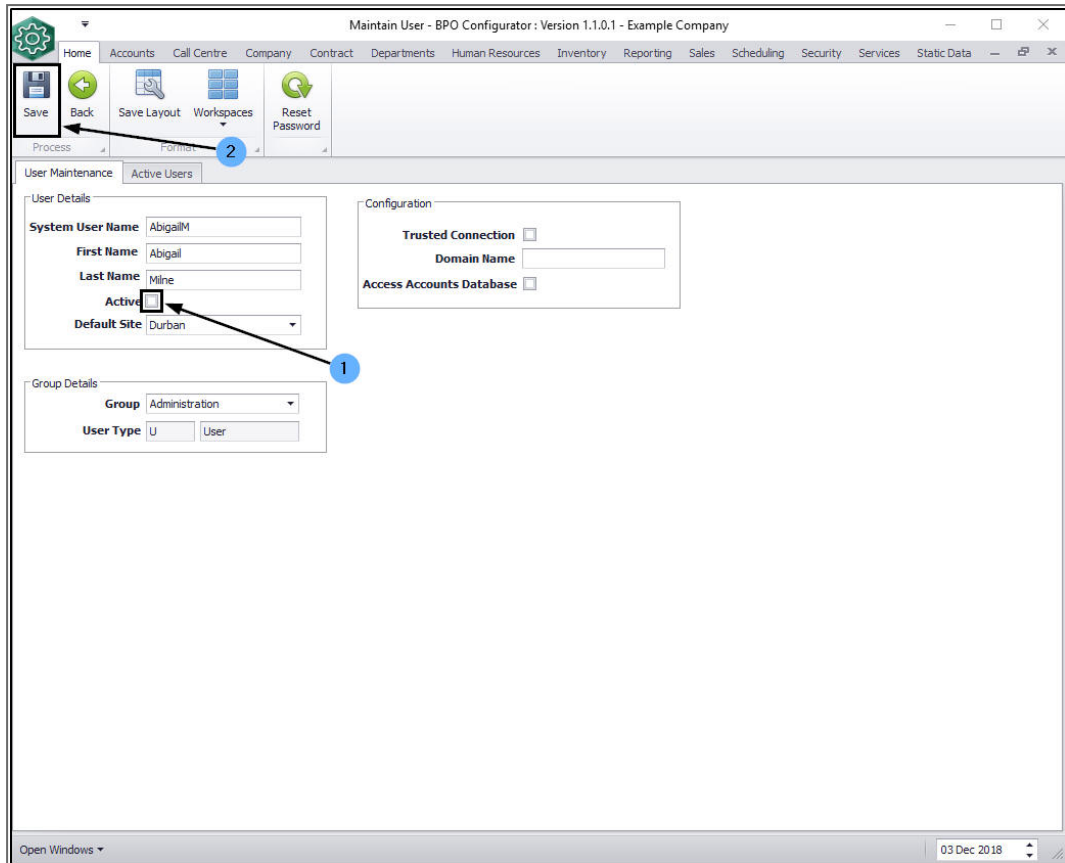 Maintain User - BPO Configurator : Version 1.1.0.1 - Example Company
Home Accounts Call Centre Company Contract Departments Human Resources Inventory Reporting Sales Scheduling Security Services Static Data
Save Back Save Layout Workspaces Reset Password
Process Format
2
User Maintenance Active Users
User Details
System User Name AbigailM
First Name Abigail
Last Name Milne
Active
Default Site Durban
1
Configuration
Trusted Connection
Domain Name
Access Accounts Database
Group Details
Group Administration
User Type U User
Open Windows 03 Dec 2018